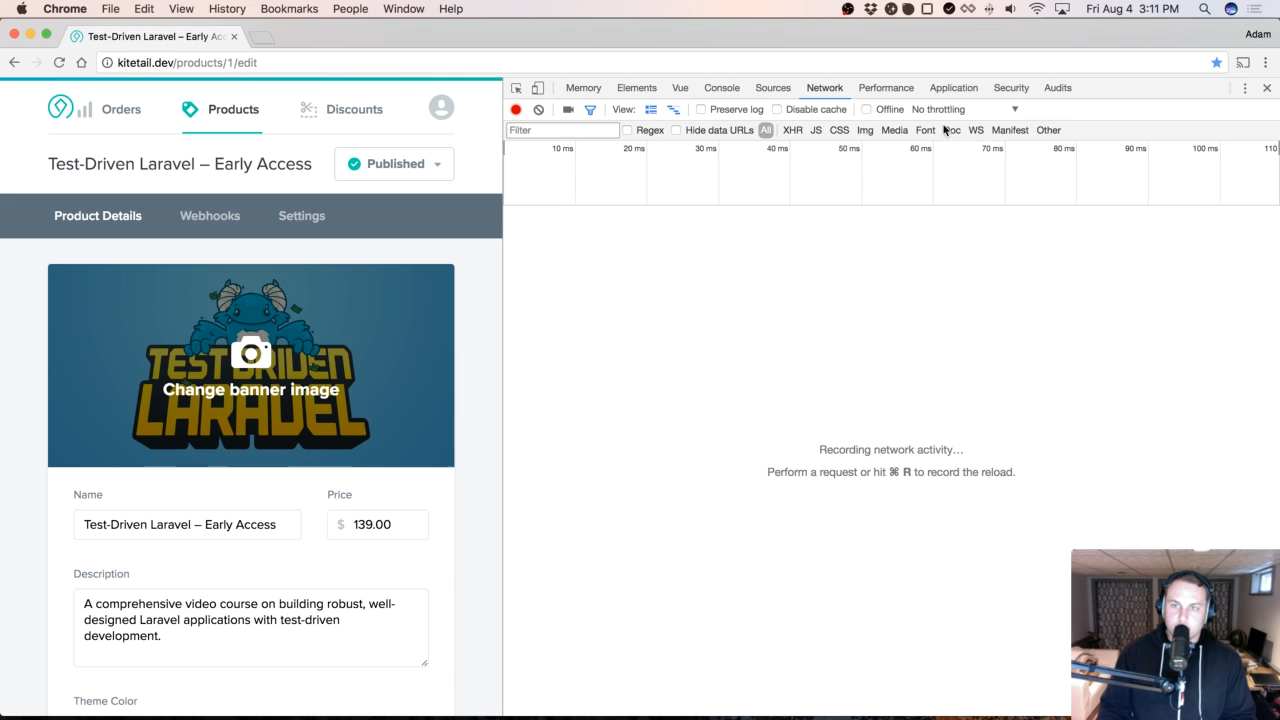 Chrome File Edit View History Bookmarks People Window Help Fri Aug 4 3:11 PM
Test-Driven Laravel – Early Acc Adam
kitetail.dev/products/1/edit
Orders Products Discounts
Test-Driven Laravel – Early Access Published
Product Details Webhooks Settings
TEST DRIVEN
LARAVEL
Change banner image
Name Price
Test-Driven Laravel – Early Access $ 139.00
Description
A comprehensive video course on building robust, well-
designed Laravel applications with test-driven
development.
Theme Color
Memory Elements Vue Console Sources Network Performance Application Security Audits
View: Preserve log Disable cache Offline No throttling
Filter Regex Hide data URLs All XHR JS CSS Img Media Font Doc WS Manifest Other
10 ms 20 ms 30 ms 40 ms 50 ms 60 ms 70 ms 80 ms 90 ms 100 ms 110
Recording network activity…
Perform a request or hit ⌘ R to record the reload.